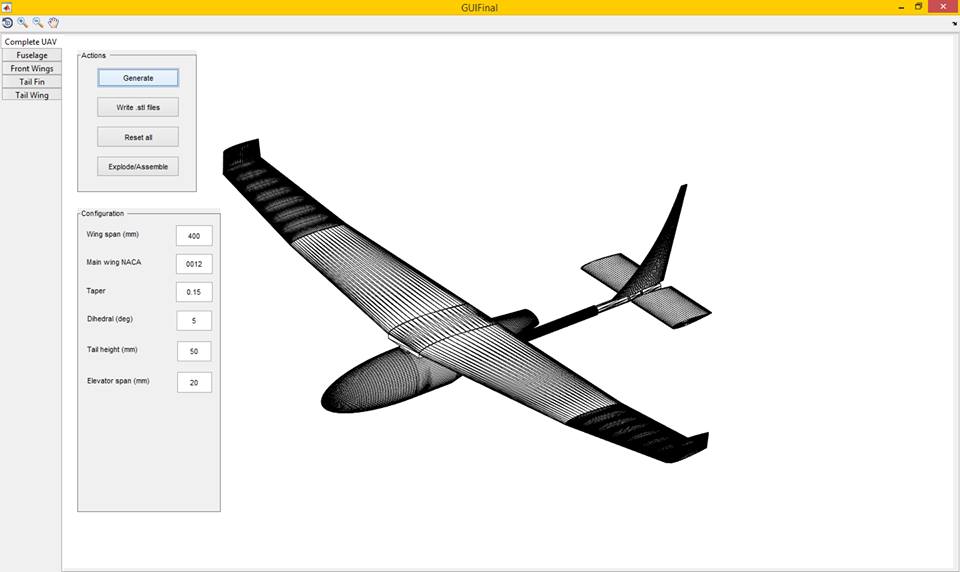 GUIFinal
Complete UAV
Fuselage
Front Wings
Tail Fin
Tail Wing
Actions
Generate
Write .stl files
Reset all
Explode/Assemble
Configuration
Wing span (mm) 400
Main wing NACA 0012
Taper 0.15
Dihedral (deg) 5
Tail height (mm) 50
Elevator span (mm) 20